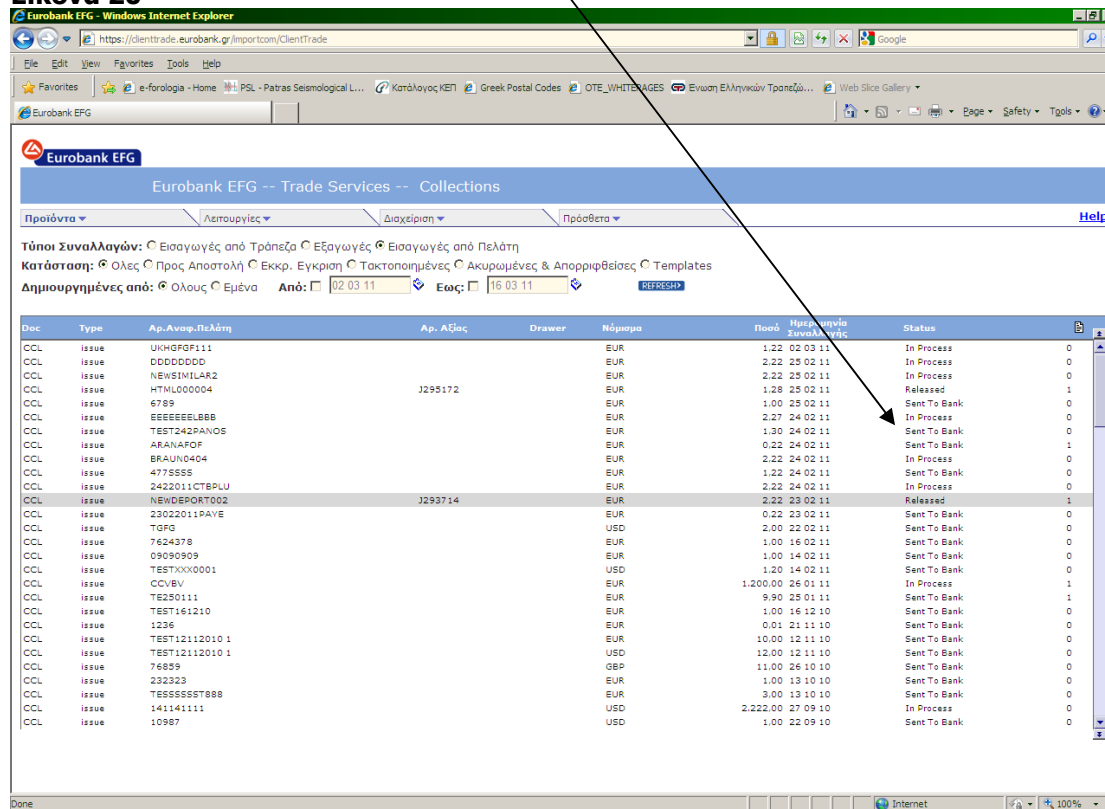 Εικόνα 20
Eurobank EFG - Windows Internet Explorer
https://clienttrade.eurobank.gr/importcom/ClientTrade
Google
File Edit View Favorites Tools Help
Favorites e-forologia - Home PSL - Patras Seismological L... Κατάλογος ΚΕΠ Greek Postal Codes OTE_WHITEPAGES Ενωση Ελληνικών Τραπεζώ... Web Slice Gallery
Eurobank EFG
Page Safety Tools
Eurobank EFG
Eurobank EFG -- Trade Services -- Collections
Προϊόντα Λειτουργίες Διαχείριση Πρόσθετα Help
Τύποι Συναλλαγών: Εισαγωγές από Τράπεζα Εξαγωγές Εισαγωγές από Πελάτη
Κατάσταση: Ολες Προς Αποστολή Εκκρ. Εγκριση Τακτοποιημένες Ακυρωμένες & Απορριφθείσες Templates
Δημιουργημένες από: Ολους Εμένα Από: 02 03 11 Εως: 16 03 11 REFRESH
Doc Type Αρ.Αναφ.Πελάτη Αρ. Αξίας Drawer Νόμισμα Ποσό Ημερομηνία Συναλλαγής Status
CCL issue UKHGFGF111 EUR 1,22 02 03 11 In Process 0
CCL issue DDDDDDDD EUR 2,22 25 02 11 In Process 0
CCL issue NEWSIMILAR2 EUR 2,22 25 02 11 In Process 0
CCL issue HTML000004 J295172 EUR 1,28 25 02 11 Released 1
CCL issue 6789 EUR 1,00 25 02 11 Sent To Bank 0
CCL issue EEEEEEELBBB EUR 2,27 24 02 11 In Process 0
CCL issue TEST242PANOS EUR 1,30 24 02 11 Sent To Bank 0
CCL issue ARANAFOF EUR 0,22 24 02 11 Sent To Bank 1
CCL issue BRAUN0404 EUR 2,22 24 02 11 In Process 0
CCL issue 477SSSS EUR 1,22 24 02 11 Sent To Bank 0
CCL issue 2422011CTBPLU EUR 2,22 24 02 11 In Process 0
CCL issue NEWDEPORT002 J293714 EUR 2,22 23 02 11 Released 1
CCL issue 23022011PAYE EUR 0,22 23 02 11 Sent To Bank 0
CCL issue TGFG USD 2,00 22 02 11 Sent To Bank 0
CCL issue 7624378 EUR 1,00 16 02 11 Sent To Bank 0
CCL issue 09090909 EUR 1,00 14 02 11 Sent To Bank 0
CCL issue TESTXXX0001 USD 1,20 14 02 11 Sent To Bank 0
CCL issue CCVBV EUR 1.200,00 26 01 11 In Process 1
CCL issue TE250111 EUR 9,90 25 01 11 Sent To Bank 1
CCL issue TEST161210 EUR 1,00 16 12 10 Sent To Bank 0
CCL issue 1236 EUR 0,01 21 11 10 Sent To Bank 0
CCL issue TEST12112010 1 EUR 10,00 12 11 10 Sent To Bank 0
CCL issue TEST12112010 1 EUR 12,00 12 11 10 Sent To Bank 0
CCL issue 76859 GBP 11,00 26 10 10 Sent To Bank 0
CCL issue 232323 EUR 1,00 13 10 10 Sent To Bank 0
CCL issue TESSSSSST888 EUR 3,00 13 10 10 Sent To Bank 0
CCL issue 141141111 USD 2.222,00 27 09 10 In Process 0
CCL issue 10987 USD 1,00 22 09 10 Sent To Bank 0
Done Internet 100%